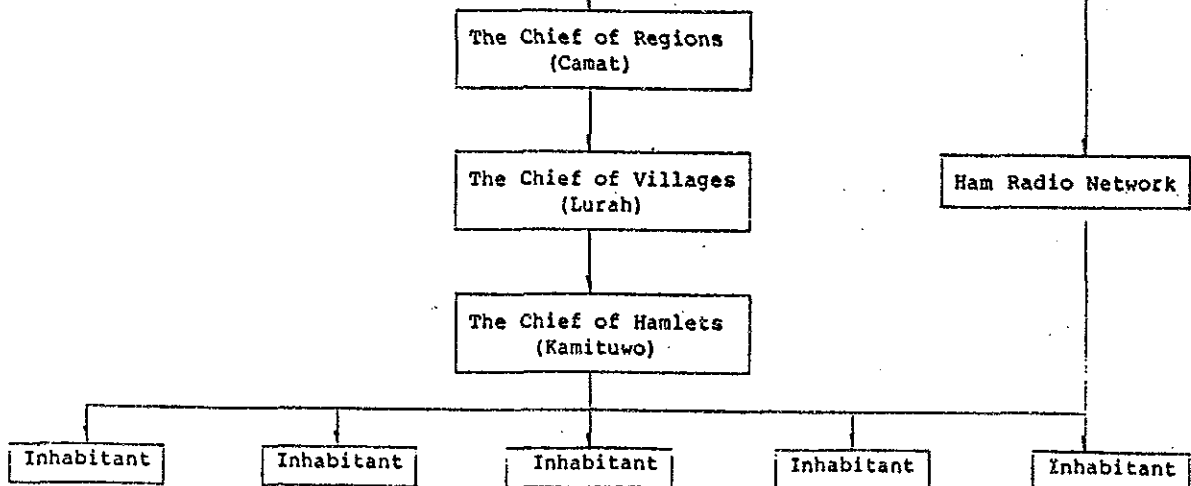 The Chief of Regions
(Camat)
The Chief of Villages
(Lurah)
Ham Radio Network
The Chief of Hamlets
(Kamituwo)
Inhabitant
Inhabitant
Inhabitant
Inhabitant
Inhabitant